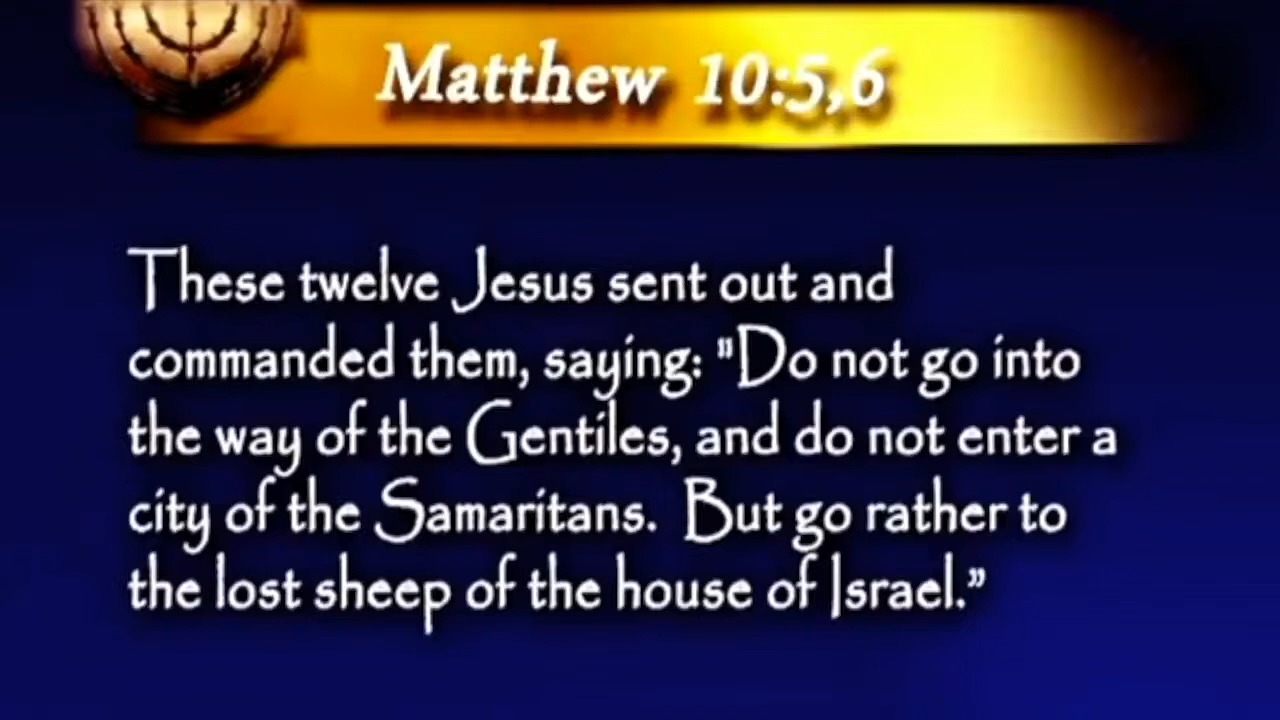 Matthew 10:5,6
These twelve Jesus sent out and
commanded them, saying: "Do not go into
the way of the Gentiles, and do not enter a
city of the Samaritans. But go rather to
the lost sheep of the house of Israel.”